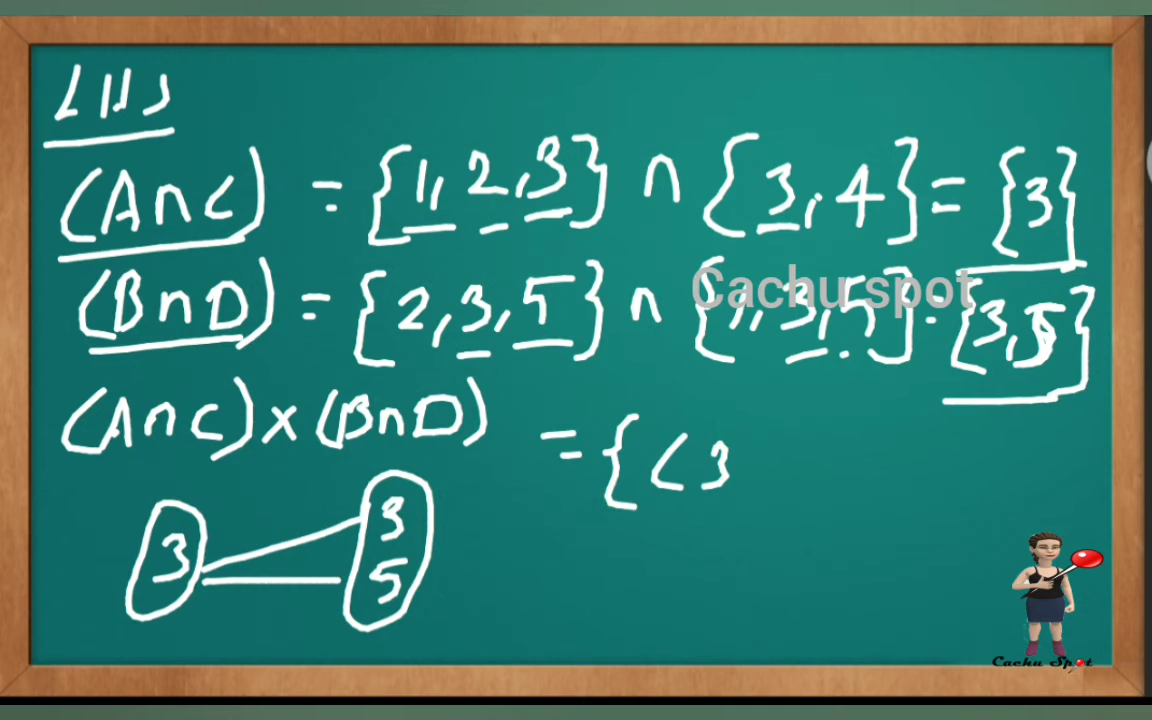 LHS
(A∩C) = {1, 2, 3} ∩ {3, 4} = {3}
(B∩D) = {2, 3, 5} ∩ {1, 3, 5} = {3, 5}
Cachu spot
(A∩C) × (B∩D) = {(3
3 3
5
Cachu Spot